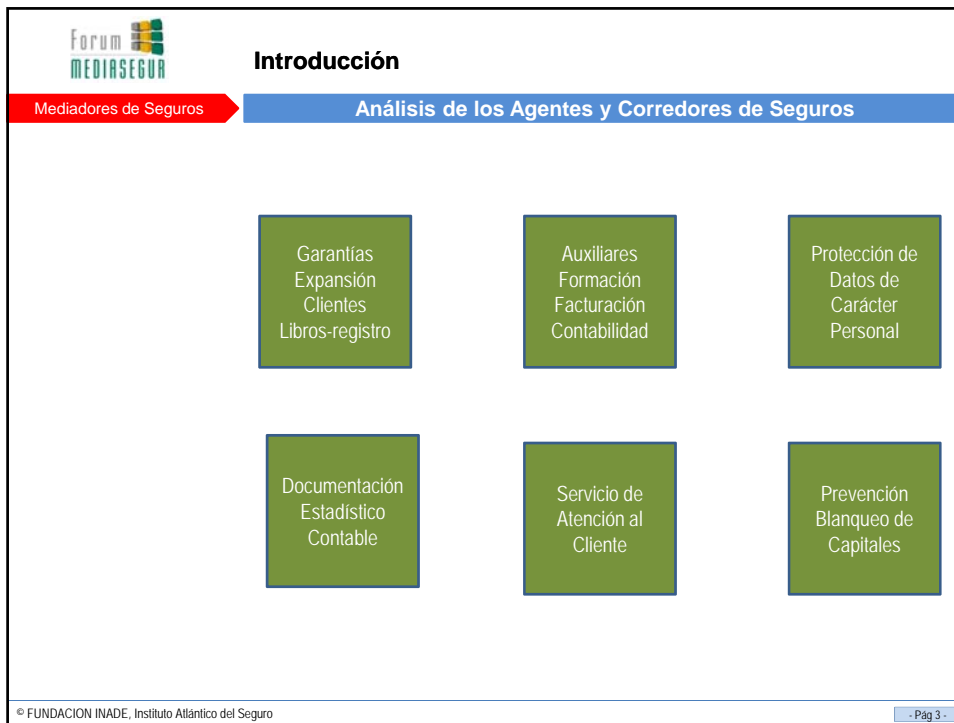 Forum
MEDIASEGUR
Introducción
Mediadores de Seguros
Análisis de los Agentes y Corredores de Seguros
Garantías
Expansión
Clientes
Libros-registro
Auxiliares
Formación
Facturación
Contabilidad
Protección de
Datos de
Carácter
Personal
Documentación
Estadístico
Contable
Servicio de
Atención al
Cliente
Prevención
Blanqueo de
Capitales
© FUNDACION INADE, Instituto Atlántico del Seguro
- Pág 3 -